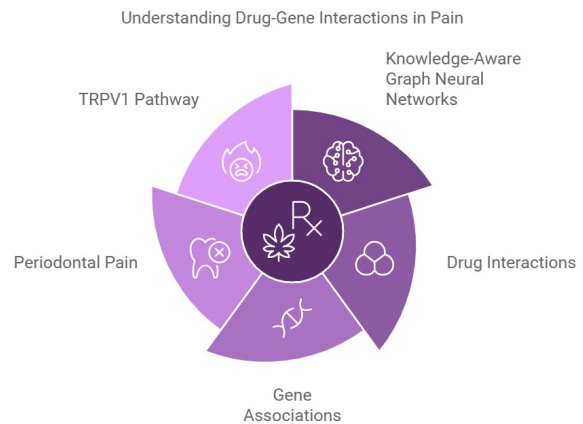 Understanding Drug-Gene Interactions in Pain
Knowledge-Aware
Graph Neural
Networks
TRPV1 Pathway
Rx
Periodontal Pain
Drug Interactions
Gene
Associations